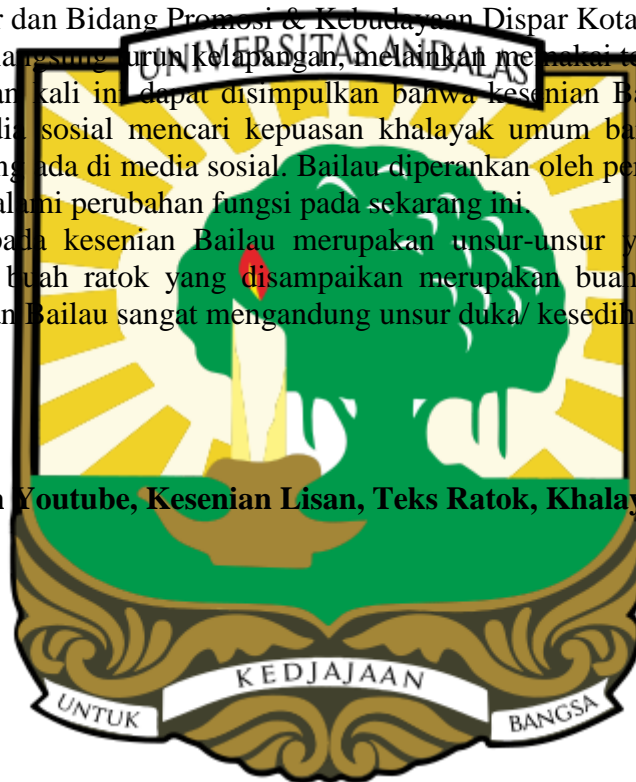 r dan Bidang Promosi & Kebudayaan Dispar Kota
langsung turun kelapangan, melainkan memakai te
UNIVERSITAS ANDALAS
an kali ini dapat disimpulkan bahwa kesenian Ba
dia sosial mencari kepuasan khalayak umum ba
ng ada di media sosial. Bailau diperankan oleh per
alami perubahan fungsi pada sekarang ini.
pada kesenian Bailau merupakan unsur-unsur y
buah ratok yang disampaikan merupakan buah
an Bailau sangat mengandung unsur duka/ kesedih
n Youtube, Kesenian Lisan, Teks Ratok, Khalay
KEDJAJAAN
UNTUK BANGSA